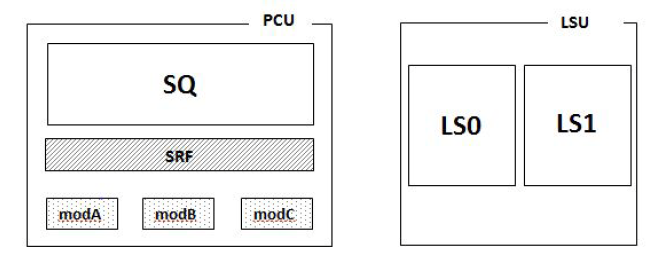 PCU
SQ
SRF
modA
modB
modC
LSU
LS0
LS1